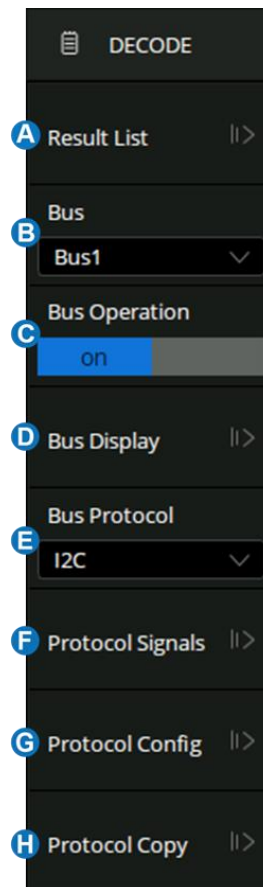 DECODE
A Result List
Bus
B
Bus1
Bus Operation
C
on
D Bus Display
Bus Protocol
E
I2C
F Protocol Signals
G Protocol Config
H Protocol Copy